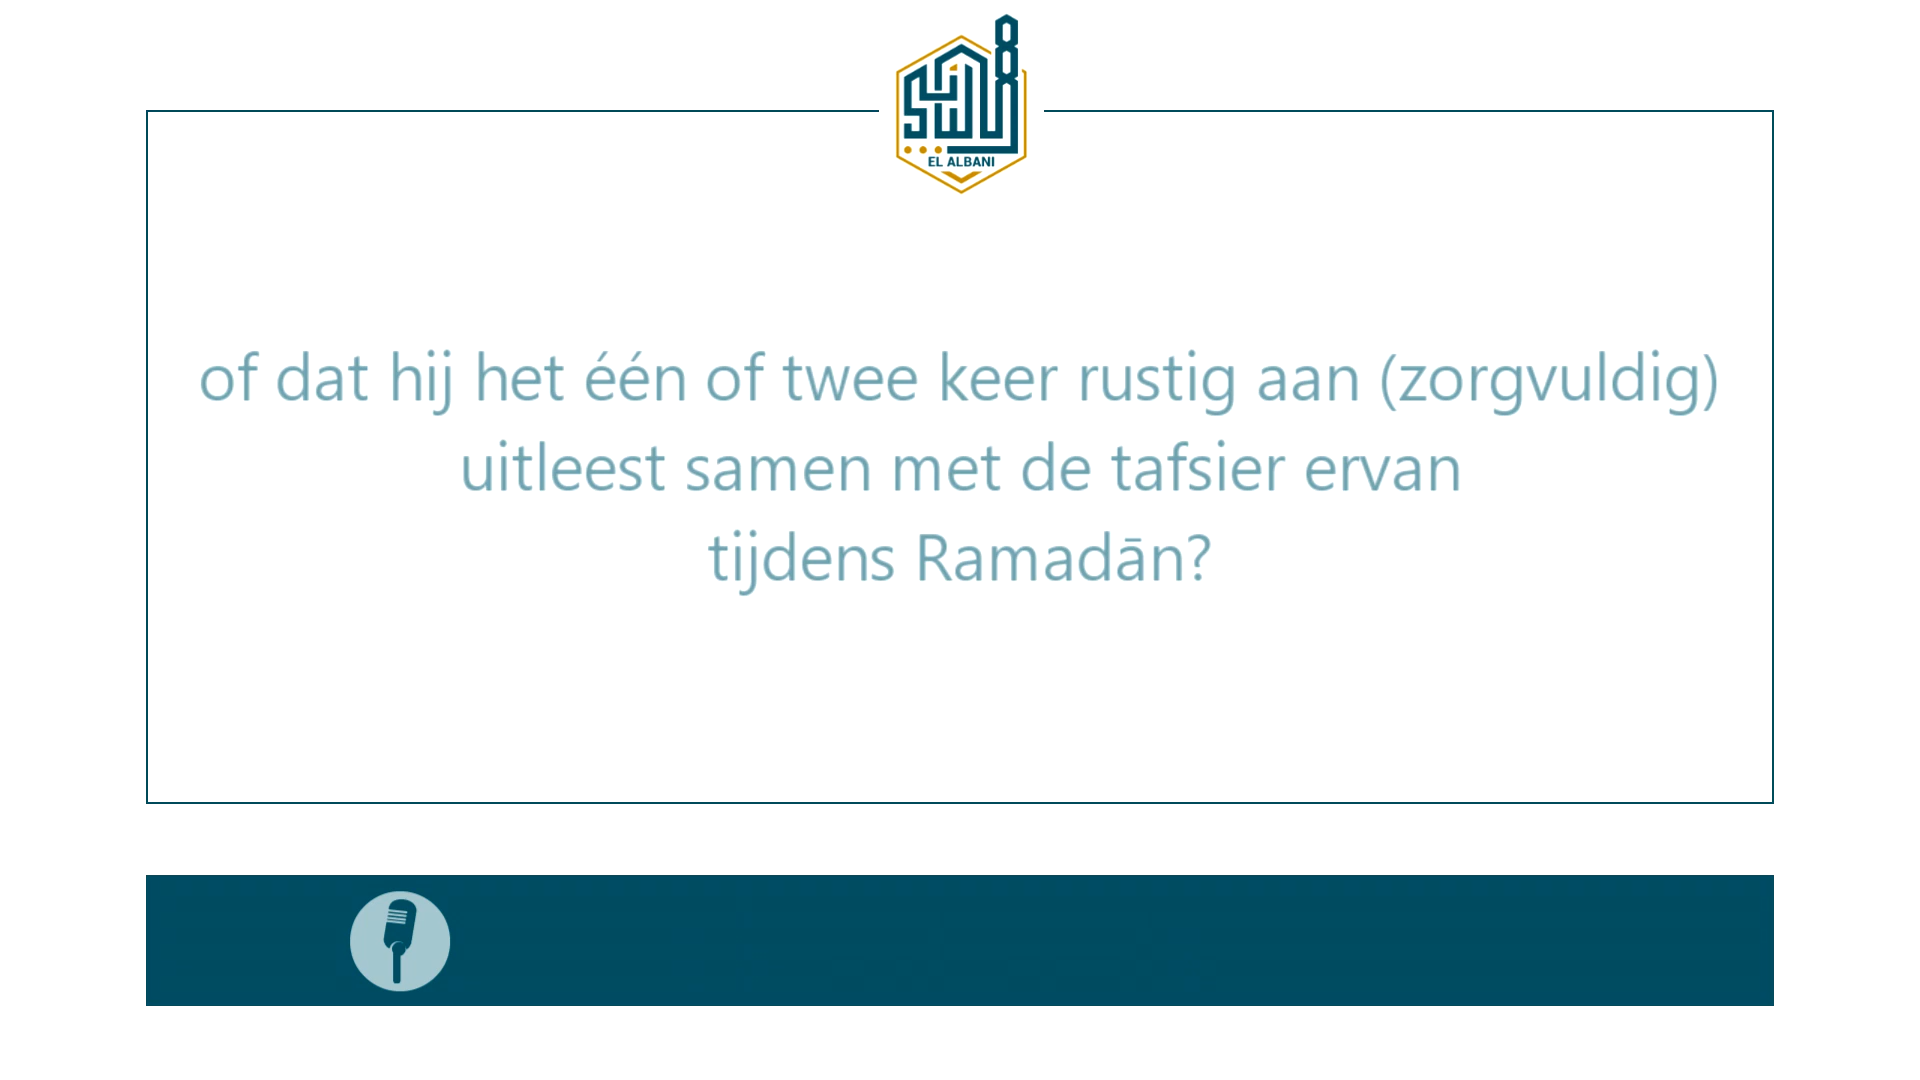 EL ALBANI
of dat hij het één of twee keer rustig aan (zorgvuldig)
uitleest samen met de tafsier ervan
tijdens Ramadān?